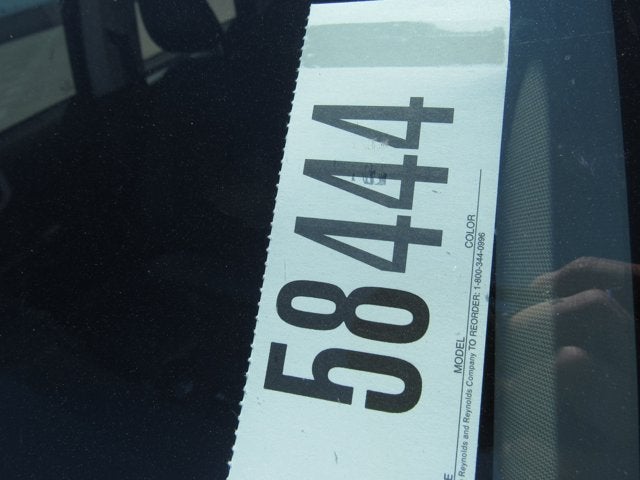 58444
MODEL COLOR
Reynolds and Reynolds Company TO REORDER: 1-800-344-0996